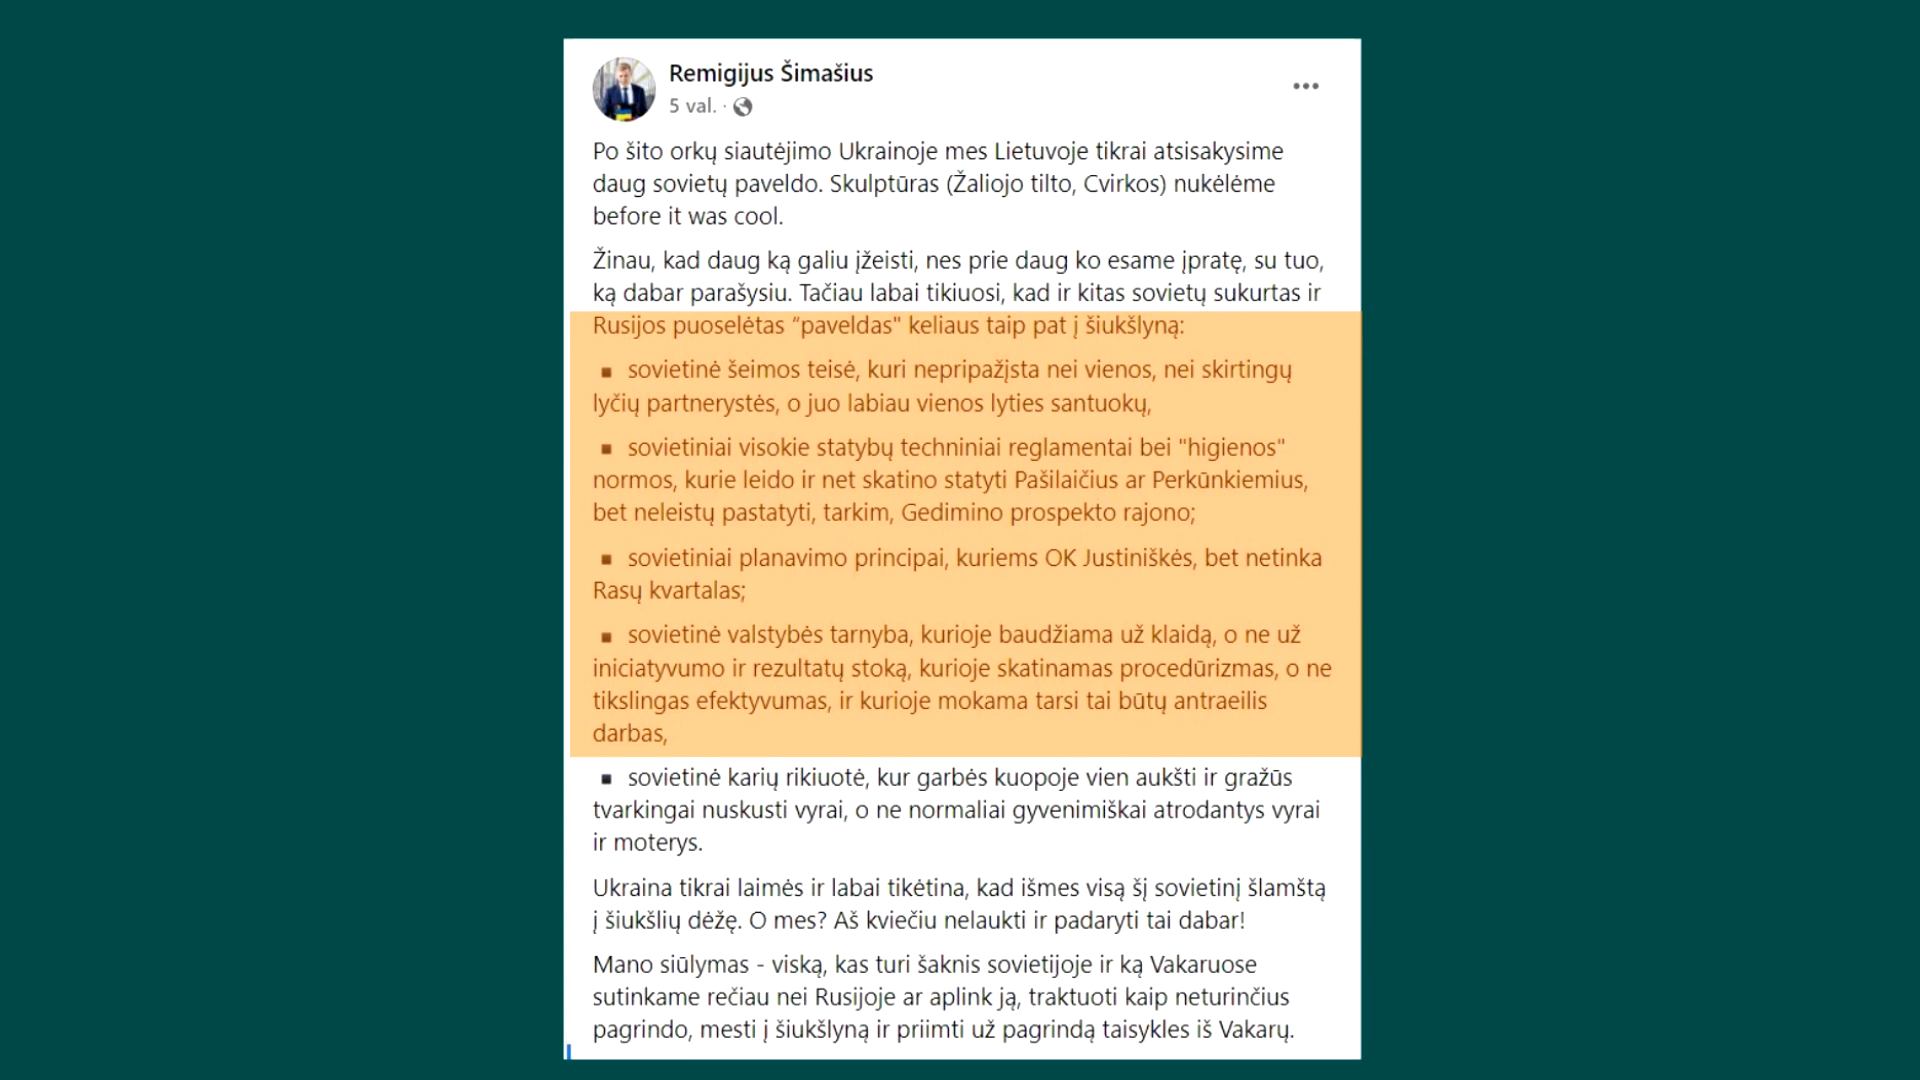 Remigijus Šimašius
5 val. ·
Po šito orkų siautėjimo Ukrainoje mes Lietuvoje tikrai atsisakysime
daug sovietų paveldo. Skulptūras (Žaliojo tilto, Cvirkos) nukėlėme
before it was cool.
Žinau, kad daug ką galiu įžeisti, nes prie daug ko esame įpratę, su tuo,
ką dabar parašysiu. Tačiau labai tikiuosi, kad ir kitas sovietų sukurtas ir
Rusijos puoselėtas “paveldas" keliaus taip pat į šiukšlyną:
▪ sovietinė šeimos teisė, kuri nepripažįsta nei vienos, nei skirtingų
lyčių partnerystės, o juo labiau vienos lyties santuokų,
▪ sovietiniai visokie statybų techniniai reglamentai bei "higienos"
normos, kurie leido ir net skatino statyti Pašilaičius ar Perkūnkiemius,
bet neleistų pastatyti, tarkim, Gedimino prospekto rajono;
▪ sovietiniai planavimo principai, kuriems OK Justiniškės, bet netinka
Rasų kvartalas;
▪ sovietinė valstybės tarnyba, kurioje baudžiama už klaidą, o ne už
iniciatyvumo ir rezultatų stoką, kurioje skatinamas procedūrizmas, o ne
tikslingas efektyvumas, ir kurioje mokama tarsi tai būtų antraeilis
darbas,
▪ sovietinė karių rikiuotė, kur garbės kuopoje vien aukšti ir gražūs
tvarkingai nuskusti vyrai, o ne normaliai gyvenimiškai atrodantys vyrai
ir moterys.
Ukraina tikrai laimės ir labai tikėtina, kad išmes visą šį sovietinį šlamštą
į šiukšlių dėžę. O mes? Aš kviečiu nelaukti ir padaryti tai dabar!
Mano siūlymas - viską, kas turi šaknis sovietijoje ir ką Vakaruose
sutinkame rečiau nei Rusijoje ar aplink ją, traktuoti kaip neturinčius
pagrindo, mesti į šiukšlyną ir priimti už pagrindą taisykles iš Vakarų.